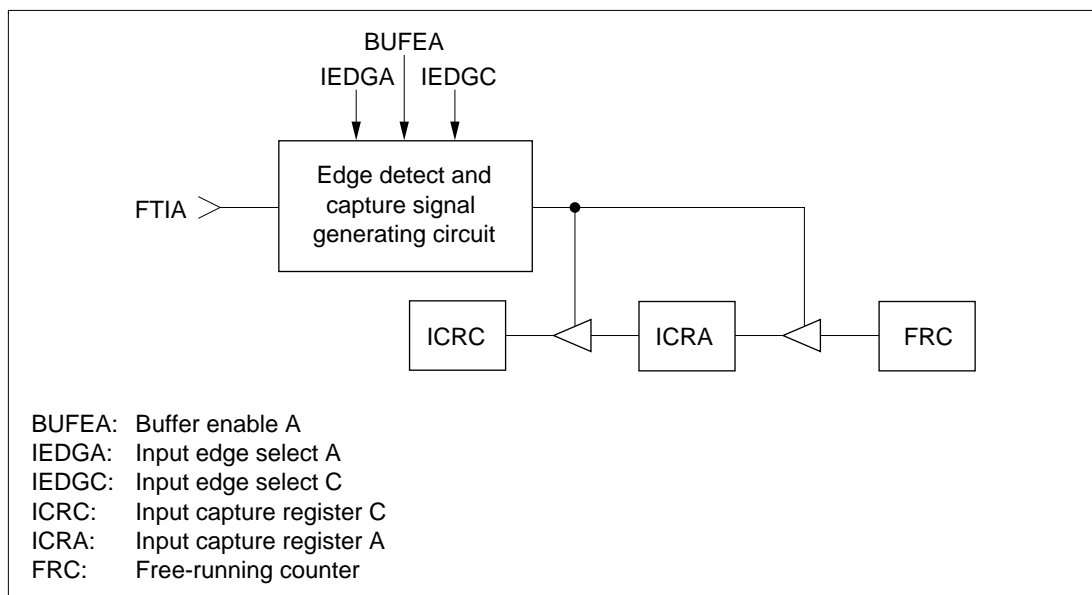 BUFEA
IEDGA IEDGC
Edge detect and
capture signal
generating circuit
FTIA
ICRC ICRA FRC
BUFEA: Buffer enable A
IEDGA: Input edge select A
IEDGC: Input edge select C
ICRC: Input capture register C
ICRA: Input capture register A
FRC: Free-running counter